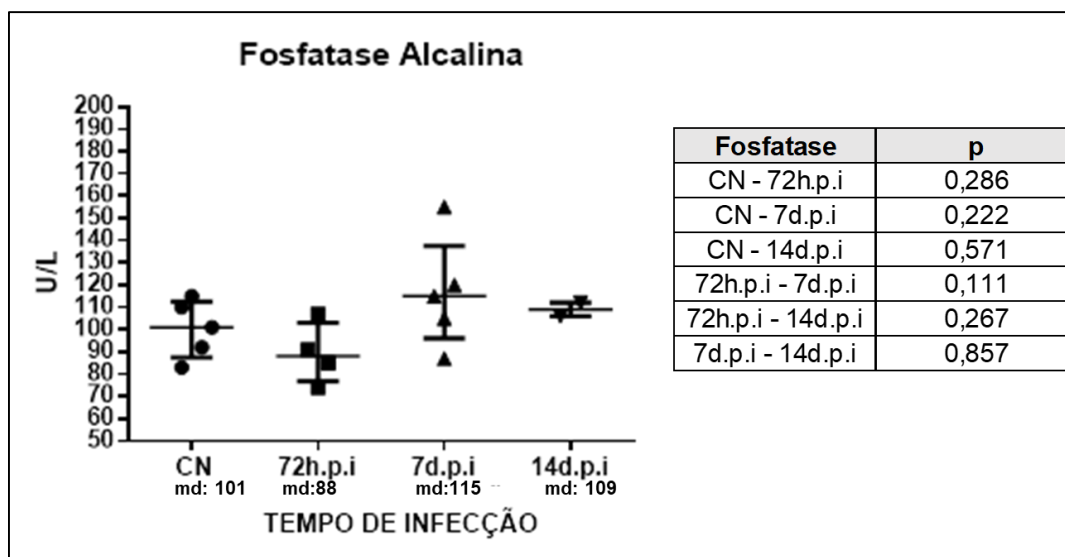 Fosfatase Alcalina
U/L
200
190
180
170
160
150
140
130
120
110
100
90
80
70
60
50
CN 72h.p.i 7d.p.i 14d.p.i
md: 101 md:88 md:115 md: 109
TEMPO DE INFECÇÃO
Fosfatase p
CN - 72h.p.i 0,286
CN - 7d.p.i 0,222
CN - 14d.p.i 0,571
72h.p.i - 7d.p.i 0,111
72h.p.i - 14d.p.i 0,267
7d.p.i - 14d.p.i 0,857